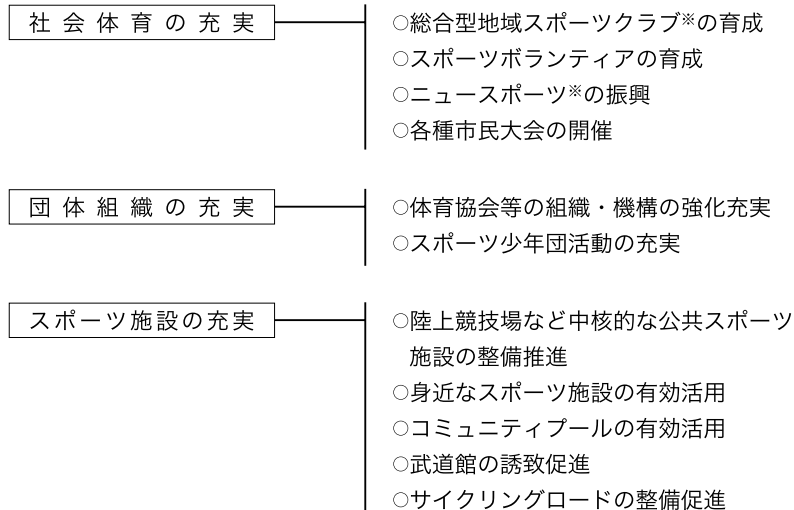 社会体育の充実
○総合型地域スポーツクラブ※の育成
○スポーツボランティアの育成
○ニュースポーツ※の振興
○各種市民大会の開催
団体組織の充実
○体育協会等の組織・機構の強化充実
○スポーツ少年団活動の充実
スポーツ施設の充実
○陸上競技場など中核的な公共スポーツ
施設の整備推進
○身近なスポーツ施設の有効活用
○コミュニティプールの有効活用
○武道館の誘致促進
○サイクリングロードの整備促進